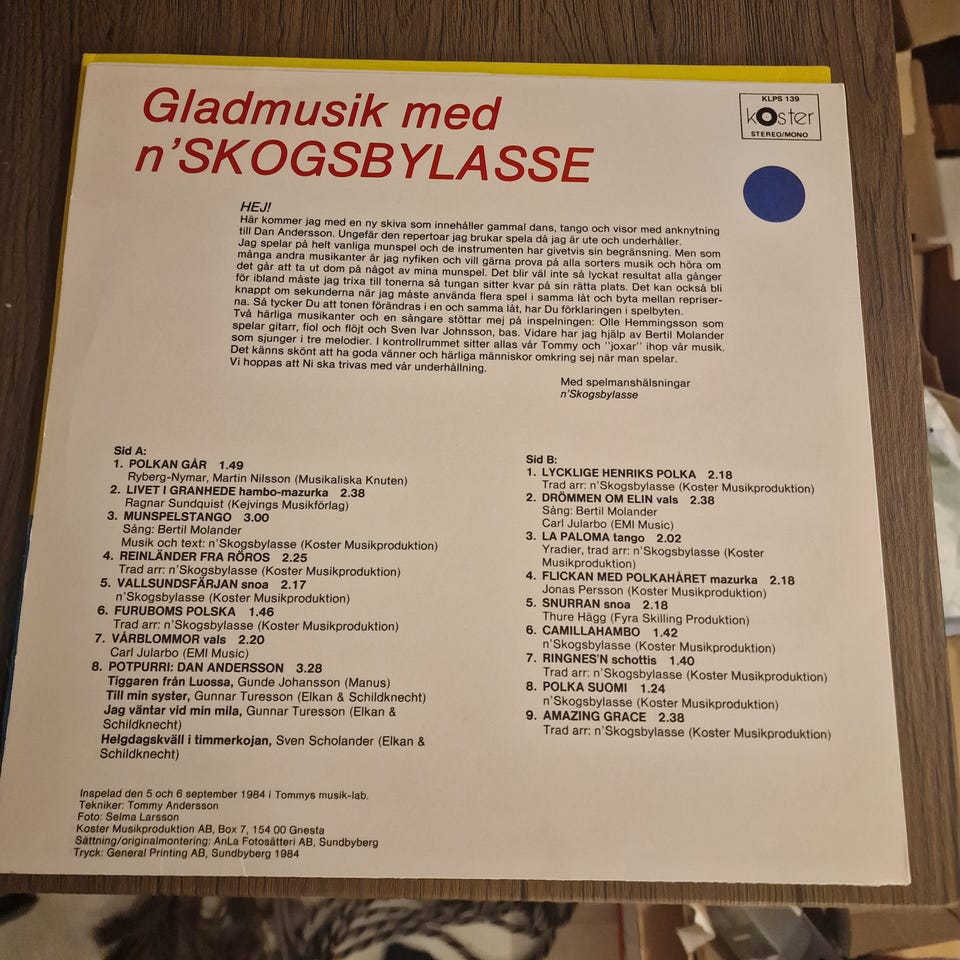 Gladmusik med
n'SKOGSBYLASSE
KLPS 139
koster
STEREO/MONO
HEJ!
Här kommer jag med en ny skiva som innehåller gammal dans, tango och visor med anknytning
till Dan Andersson. Ungefär den repertoar jag brukar spela då jag är ute och underhåller.
Jag spelar på helt vanliga munspel och de instrumenten har givetvis sin begränsning. Men som
många andra musikanter är jag nyfiken och vill gärna prova på alla sorters musik och höra om
det går att ta ut dom på något av mina munspel. Det blir väl inte så lyckat resultat alla gånger
för ibland måste jag trixa till tonerna så tungan sitter kvar på sin rätta plats. Det kan också bli
knappt om sekunderna när jag måste använda flera spel i samma låt och byta mellan repriser-
na. Så tycker Du att tonen förändras i en och samma låt, har Du förklaringen i spelbyten.
Två härliga musikanter och en sångare stöttar mej på inspelningen: Olle Hemmingsson som
spelar gitarr, fiol och flöjt och Sven Ivar Johnsson, bas. Vidare har jag hjälp av Bertil Molander
som sjunger i tre melodier. I kontrollrummet sitter allas vår Tommy och "joxar" ihop vår musik.
Det känns skönt att ha goda vänner och härliga människor omkring sej när man spelar.
Vi hoppas att Ni ska trivas med vår underhållning.
Med spelmanshälsningar
n'Skogsbylasse
Sid A:
1. POLKAN GÅR 1.49
Ryberg-Nymar, Martin Nilsson (Musikaliska Knuten)
2. LIVET I GRANHEDE hambo-mazurka 2.38
Ragnar Sundquist (Kejvings Musikförlag)
3. MUNSPELSTANGO 3.00
Sång: Bertil Molander
Musik och text: n'Skogsbylasse (Koster Musikproduktion)
4. REINLÄNDER FRA RÖROS 2.25
Trad arr: n'Skogsbylasse (Koster Musikproduktion)
5. VALLSUNDSFÄRJAN snoa 2.17
n'Skogsbylasse (Koster Musikproduktion)
6. FURUBOMS POLSKA 1.46
Trad arr: n'Skogsbylasse (Koster Musikproduktion)
7. VÅRBLOMMOR vals 2.20
Carl Jularbo (EMI Music)
8. POTPURRI: DAN ANDERSSON 3.28
Tiggaren från Luossa, Gunde Johansson (Manus)
Till min syster, Gunnar Turesson (Elkan & Schildknecht)
Jag väntar vid min mila, Gunnar Turesson (Elkan &
Schildknecht)
Helgdagskväll i timmerkojan, Sven Scholander (Elkan &
Schildknecht)
Sid B:
1. LYCKLIGE HENRIKS POLKA 2.18
Trad arr: n'Skogsbylasse (Koster Musikproduktion)
2. DRÖMMEN OM ELIN vals 2.38
Sång: Bertil Molander
Carl Jularbo (EMI Music)
3. LA PALOMA tango 2.02
Yradier, trad arr: n'Skogsbylasse (Koster
Musikproduktion)
4. FLICKAN MED POLKAHÅRET mazurka 2.18
Jonas Persson (Koster Musikproduktion)
5. SNURRAN snoa 2.18
Thure Hägg (Fyra Skilling Produktion)
6. CAMILLAHAMBO 1.42
n'Skogsbylasse (Koster Musikproduktion)
7. RINGNES'N schottis 1.40
Trad arr: n'Skogsbylasse (Koster Musikproduktion)
8. POLKA SUOMI 1.24
n'Skogsbylasse (Koster Musikproduktion)
9. AMAZING GRACE 2.38
Trad arr: n'Skogsbylasse (Koster Musikproduktion)
Inspelad den 5 och 6 september 1984 i Tommys musik-lab.
Tekniker: Tommy Andersson
Foto: Selma Larsson
Koster Musikproduktion AB, Box 7, 154 00 Gnesta
Sättning/originalmontering: AnLa Fotosätteri AB, Sundbyberg
Tryck: General Printing AB, Sundbyberg 1984